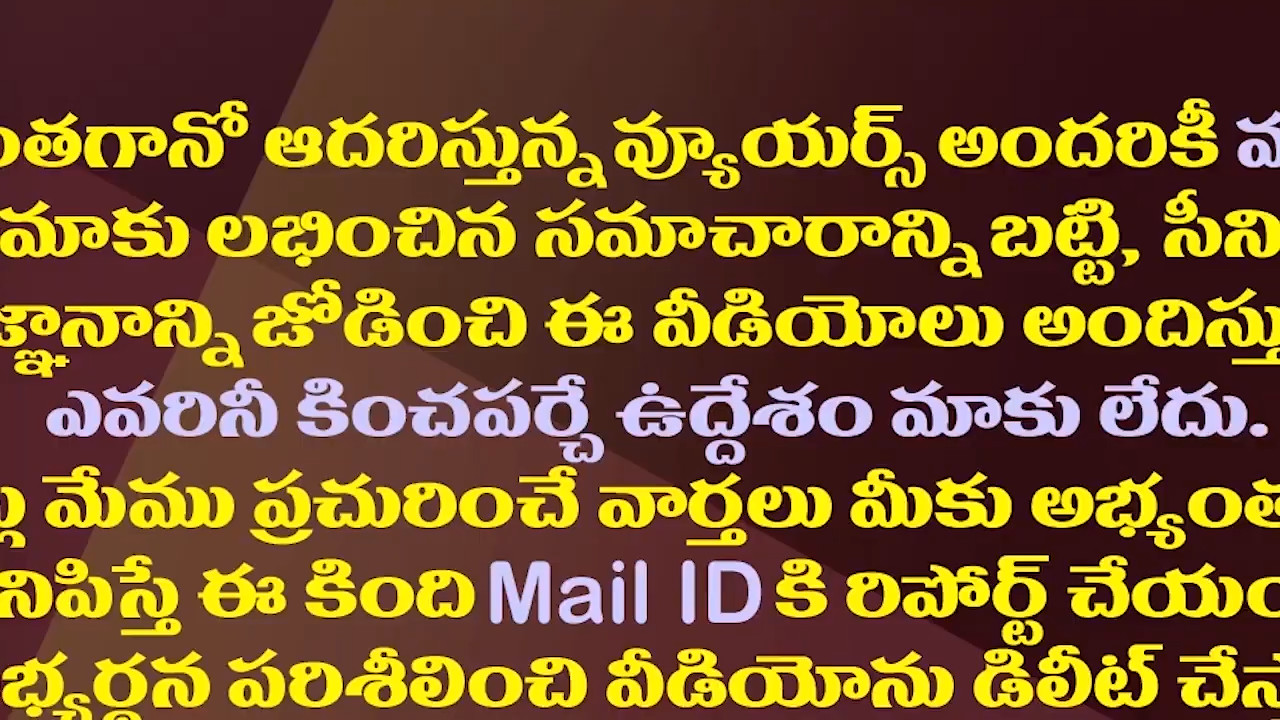 ఆదరిస్తున్న వ్యూయర్స్ అందరికీ
మాకు లభించిన సమాచారాన్ని బట్టి,
జోడించి ఈ వీడియోలు
ఎవరినీ కించపర్చే ఉద్దేశం మాకు లేదు.
మేము ప్రచురించే వార్తలు మీకు
ఈ కింది Mail ID కి రిపోర్ట్
పరిశీలించి వీడియోను డిలీట్